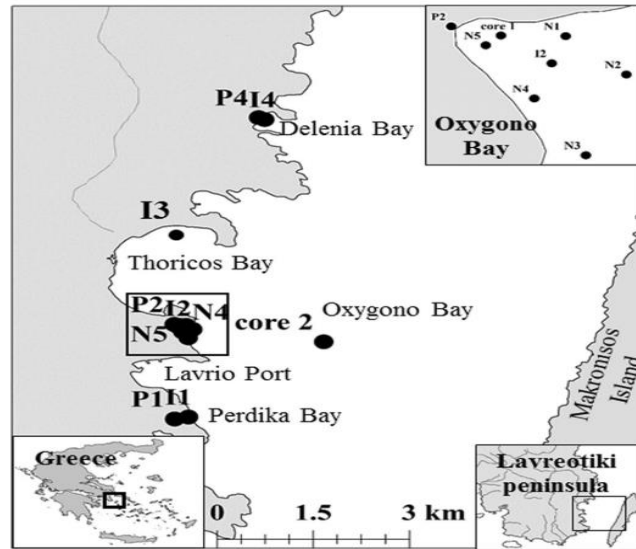 P2
core 1
N1
N5
I2
N2
N4
Oxygono
Bay
N3
P4 I4
Delenia Bay
I3
Thoricos Bay
P2 I2 N4
N5
core 2
Oxygono Bay
Lavrio Port
P1 I1
Perdika Bay
Makronisos
Island
Greece
0 1.5 3 km
Lavreotiki
peninsula